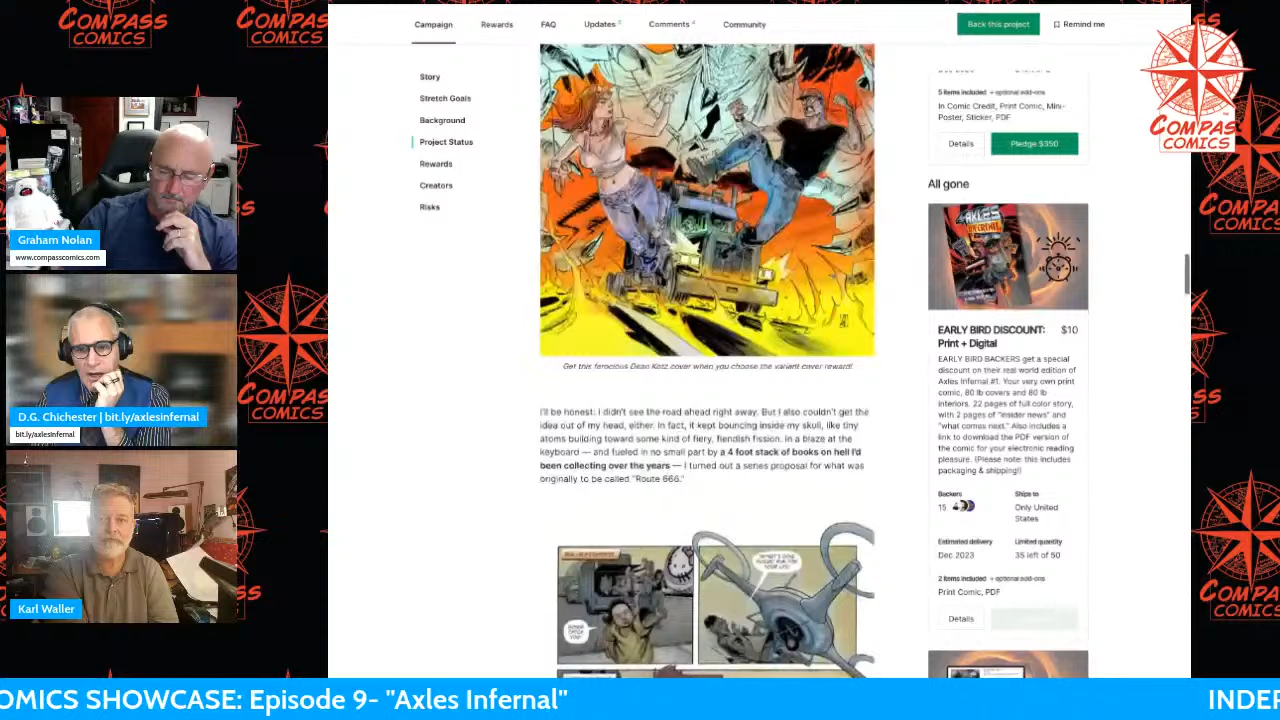 COMPASS
COMICS
Campaign
Rewards
FAQ
Updates 5
Comments 4
Community
Back this project
Remind me
Story
Stretch Goals
Background
Project Status
Rewards
Creators
Risks
5 items included + optional add-ons
In Comic Credit, Print Comic, Mini-
Poster, Sticker, PDF
Details
Pledge $350
COMPASS
COMICS
All gone
AXLES
INFERNAL
EARLY BIRD DISCOUNT: $10
Print + Digital
EARLY BIRD BACKERS get a special
discount on their real world edition of
Axles Infernal #1. Your very own print
comic, 80 lb covers and 80 lb
interiors. 22 pages of full color story,
with 2 pages of "insider news" and
"what comes next." Also includes a
link to download the PDF version of
the comic for your electronic reading
pleasure. (Please note: this includes
packaging & shipping!)
Backers
15
Ships to
Only United
States
Estimated delivery
Dec 2023
Limited quantity
35 left of 50
2 items included + optional add-ons
Print Comic, PDF
Details
Get this ferocious Dean Kotz cover when you choose the variant cover reward!
I'll be honest: I didn't see the road ahead right away. But I also couldn't get the
idea out of my head, either. In fact, it kept bouncing inside my skull, like tiny
atoms building toward some kind of fiery, fiendish fission. In a blaze at the
keyboard — and fueled in no small part by a 4 foot stack of books on hell I'd
been collecting over the years — I turned out a series proposal for what was
originally to be called "Route 666."
Graham Nolan
www.compasscomics.com
D.G. Chichester | bit.ly/axlesinfernal
bit.ly/axlesinfernal
Karl Waller
OMICS SHOWCASE: Episode 9- "Axles Infernal"
INDEP